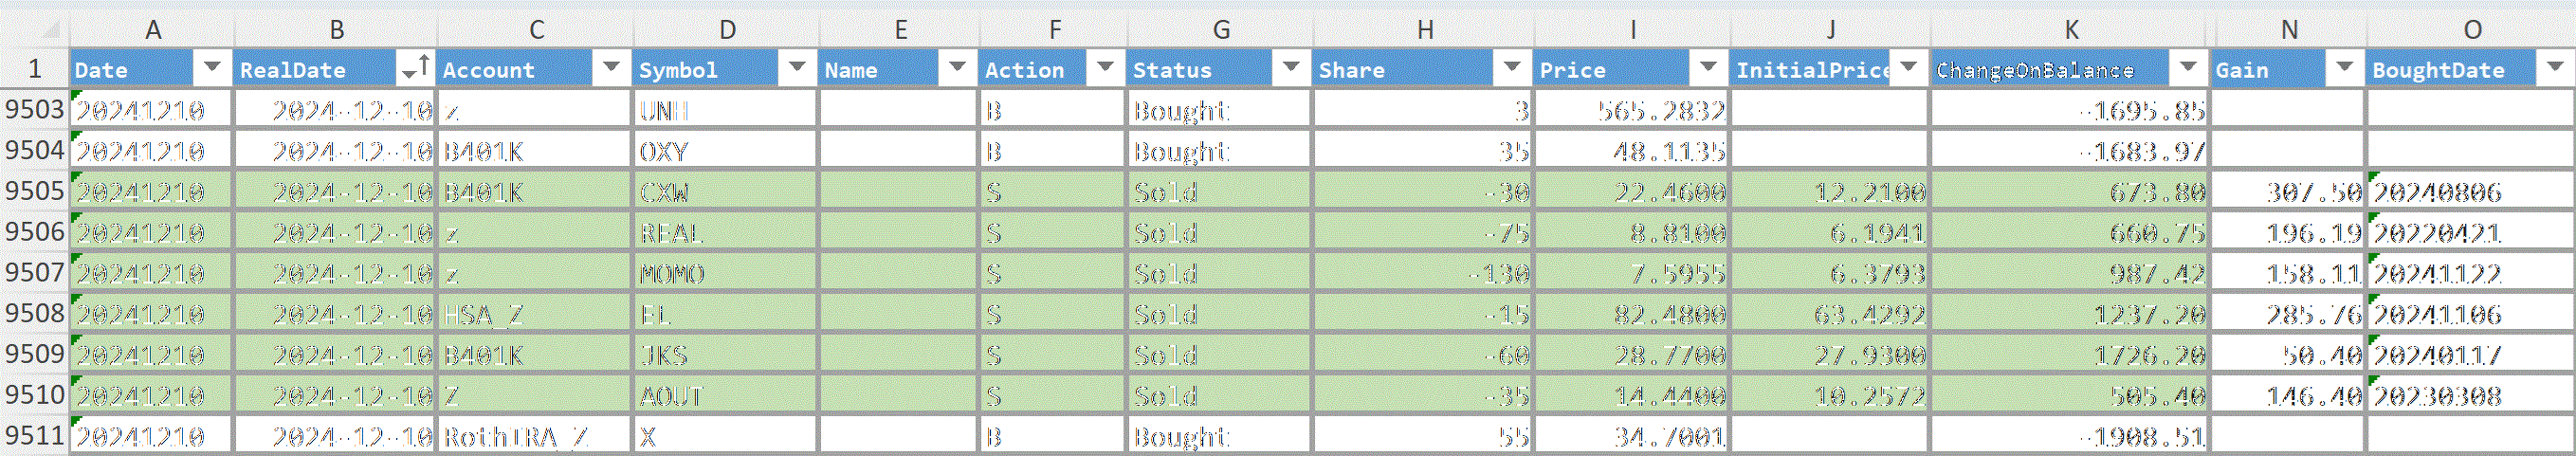 A B C D E F G H I J K N O
1 Date RealDate Account Symbol Name Action Status Share Price InitialPrice ChangeOnBalance Gain BoughtDate
9503 20241210 2024-12-10 z UNH B Bought 3 565.2832 -1695.85
9504 20241210 2024-12-10 B401K OXY B Bought 35 48.1135 -1683.97
9505 20241210 2024-12-10 B401K CXW S Sold -30 22.4600 12.2100 673.80 307.50 20240806
9506 20241210 2024-12-10 z REAL S Sold -75 8.8100 6.1941 660.75 196.19 20220421
9507 20241210 2024-12-10 z MOMO S Sold -130 7.5955 6.3793 987.42 158.11 20241122
9508 20241210 2024-12-10 HSA_Z EL S Sold -15 82.4800 63.4292 1237.20 285.76 20241106
9509 20241210 2024-12-10 B401K JKS S Sold -60 28.7700 27.9300 1726.20 50.40 20240117
9510 20241210 2024-12-10 Z AOUT S Sold -35 14.4400 10.2572 505.40 146.40 20230308
9511 20241210 2024-12-10 RothIRA_Z X B Bought 55 34.7001 -1908.51